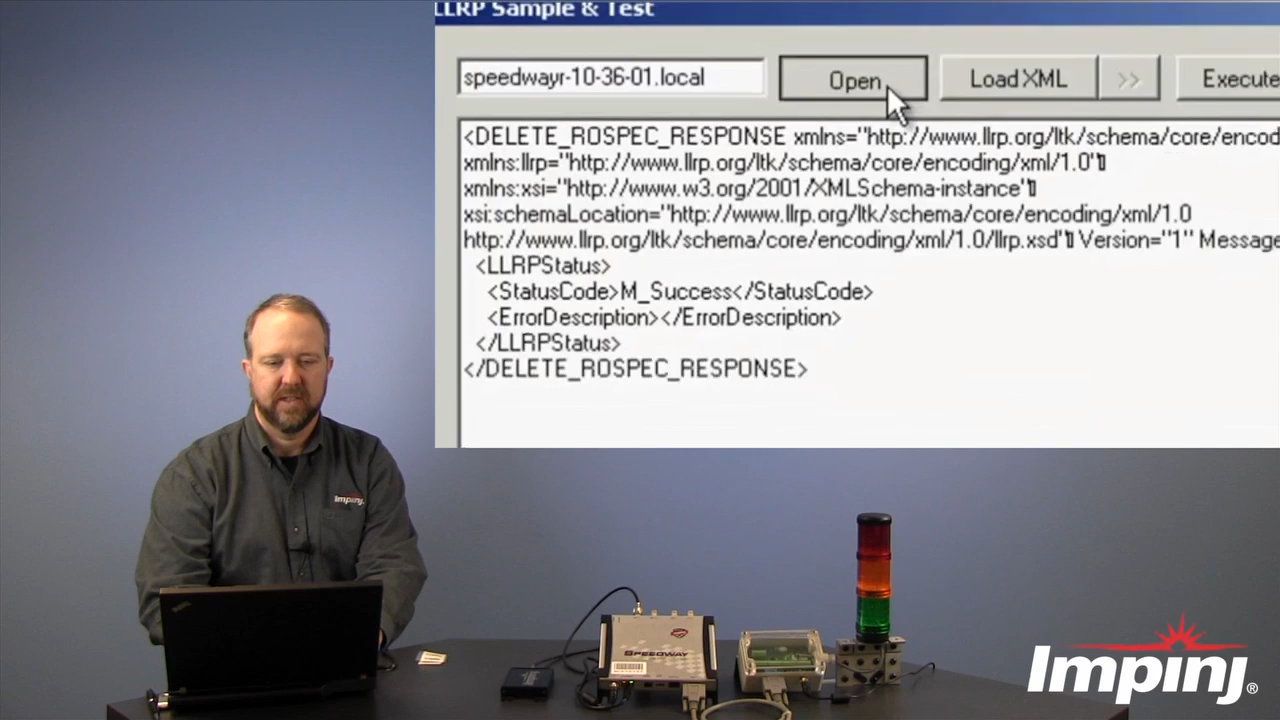 LLRP Sample & Test
speedwayr-10-36-01.local
Open
Load XML
>>
Execute
<DELETE_ROSPEC_RESPONSE xmlns="http://www.llrp.org/ltk/schema/core/encod
xmlns:llrp="http://www.llrp.org/ltk/schema/core/encoding/xml/1.0"
xmlns:xsi="http://www.w3.org/2001/XMLSchema-instance"
xsi:schemaLocation="http://www.llrp.org/ltk/schema/core/encoding/xml/1.0
http://www.llrp.org/ltk/schema/core/encoding/xml/1.0/llrp.xsd" Version="1" Message
<LLRPStatus>
<StatusCode>M_Success</StatusCode>
<ErrorDescription></ErrorDescription>
</LLRPStatus>
</DELETE_ROSPEC_RESPONSE>
Impinj
SPEEDWAY
Impinj®